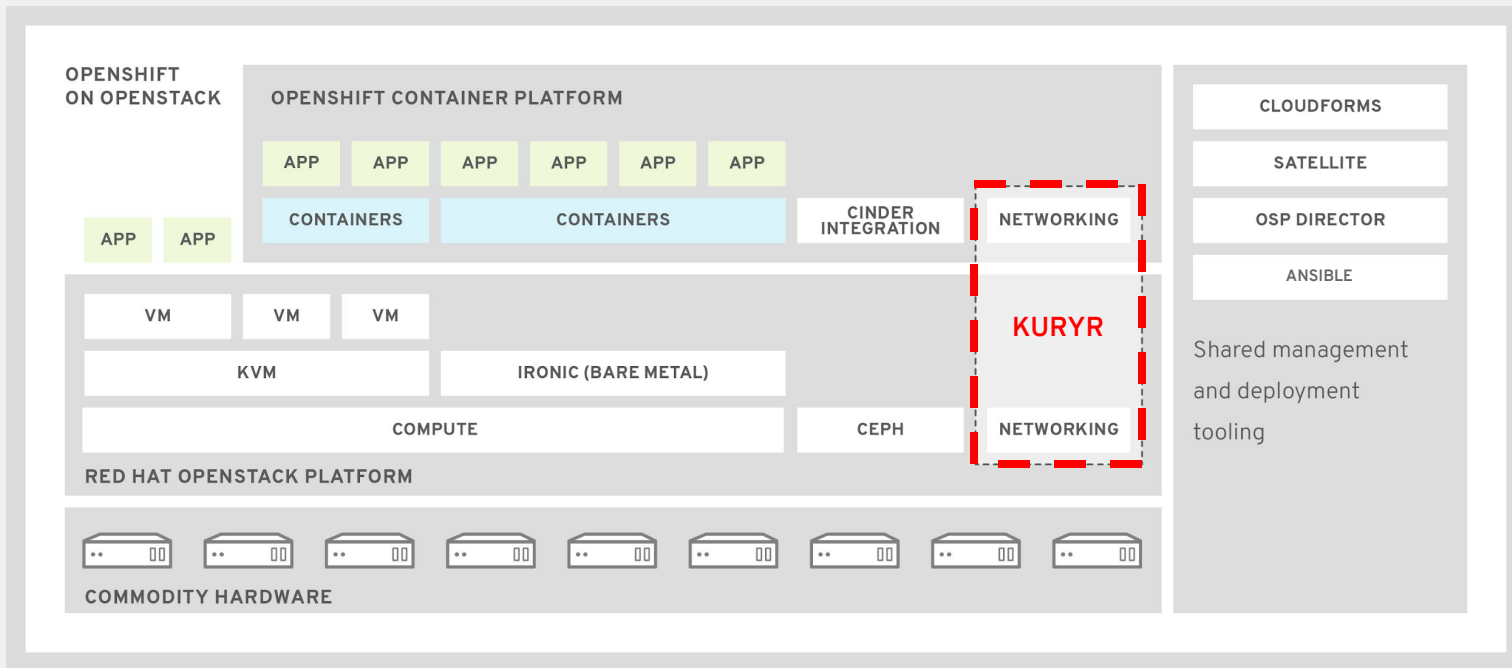 OPENSHIFT
ON OPENSTACK
OPENSHIFT CONTAINER PLATFORM
APP APP APP APP APP APP
CONTAINERS CONTAINERS
CINDER
INTEGRATION
NETWORKING
APP APP
VM VM VM
KURYR
KVM IRONIC (BARE METAL)
COMPUTE CEPH NETWORKING
RED HAT OPENSTACK PLATFORM
COMMODITY HARDWARE
CLOUDFORMS
SATELLITE
OSP DIRECTOR
ANSIBLE
Shared management
and deployment
tooling